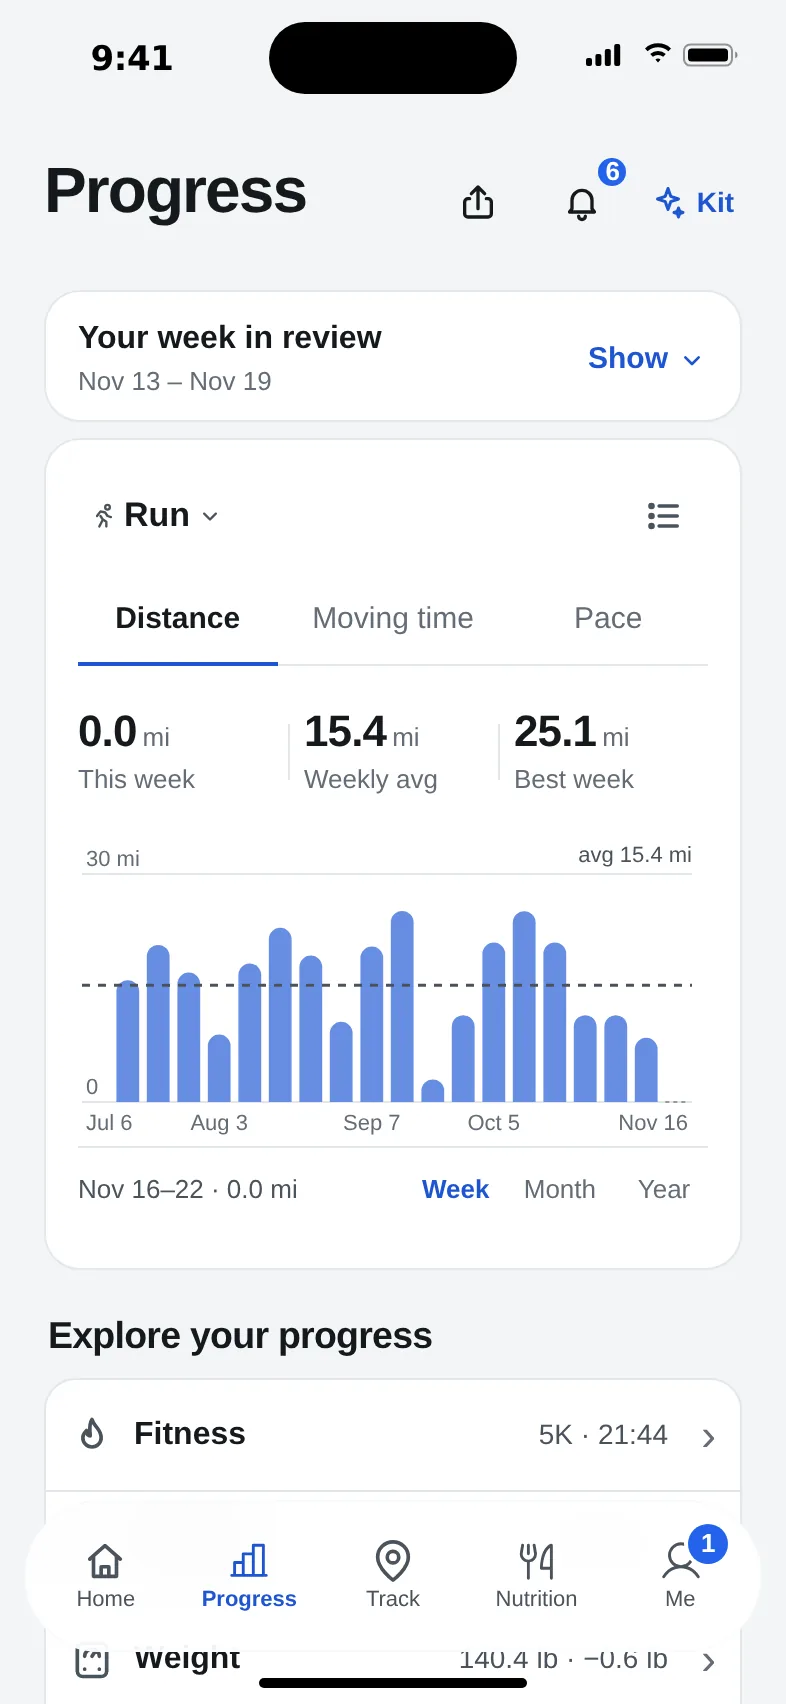 9:41
Progress
6
Kit
Your week in review
Nov 13 – Nov 19
Show
Run
Distance Moving time Pace
0.0 mi 15.4 mi 25.1 mi
This week Weekly avg Best week
30 mi avg 15.4 mi
0
Jul 6 Aug 3 Sep 7 Oct 5 Nov 16
Nov 16–22 · 0.0 mi Week Month Year
Explore your progress
Fitness 5K · 21:44
1
Home Progress Track Nutrition Me
Weight 140.4 lb · −0.6 lb